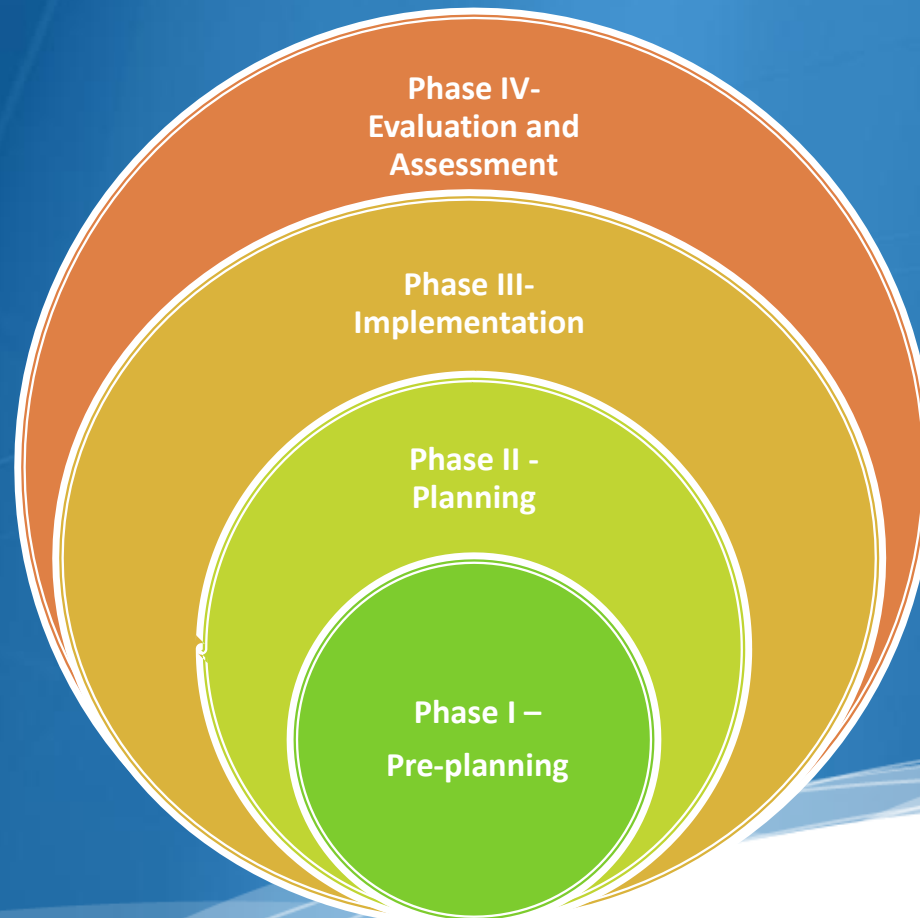 Phase IV-
Evaluation and
Assessment
Phase III-
Implementation
Phase II -
Planning
Phase I –
Pre-planning